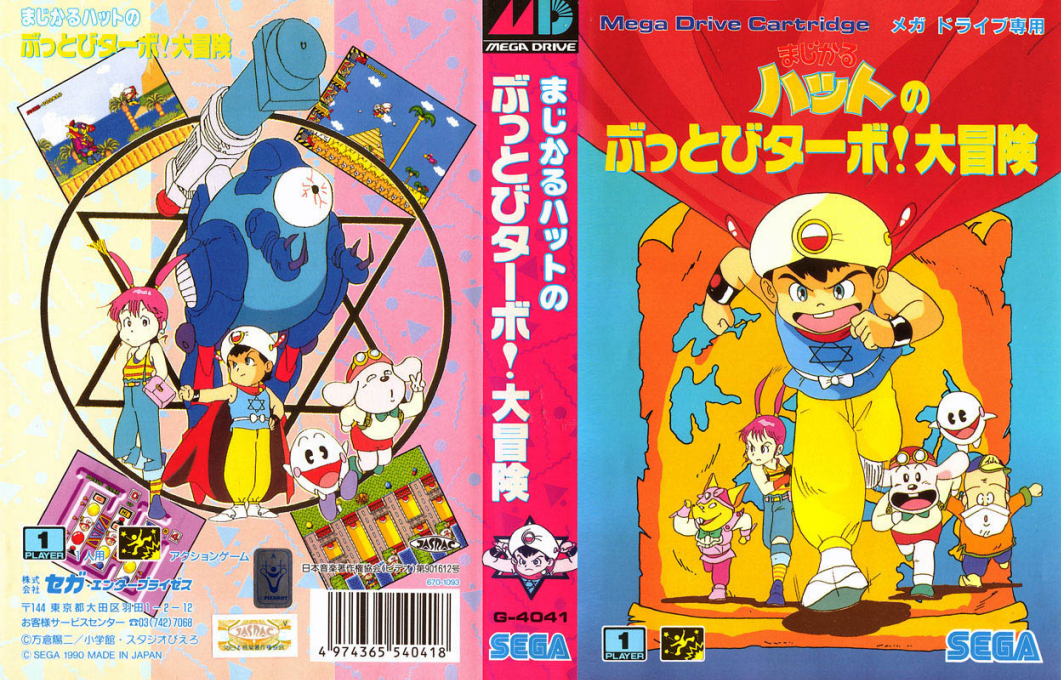 まじかるハットの
ぶっとびターボ!大冒険
1
PLAYER
1人用
アクションゲーム
株式会社 セガ・エンタープライゼス
〒144 東京都大田区羽田1-2-12
お客様サービスセンター ☎03(742)7068
©万倉陽二/小学館・スタジオぴえろ
© SEGA 1990 MADE IN JAPAN
JASRAC
日本音楽著作権協会(ビデオ)第901612号
670-1093
JASRAC
4 974365 540418
MD
MEGA DRIVE
まじかるハットの
ぶっとびターボ!大冒険
G-4041
SEGA
Mega Drive Cartridge
メガ ドライブ専用
まじかる
ハットの
ぶっとびターボ!大冒険
1
PLAYER
SEGA